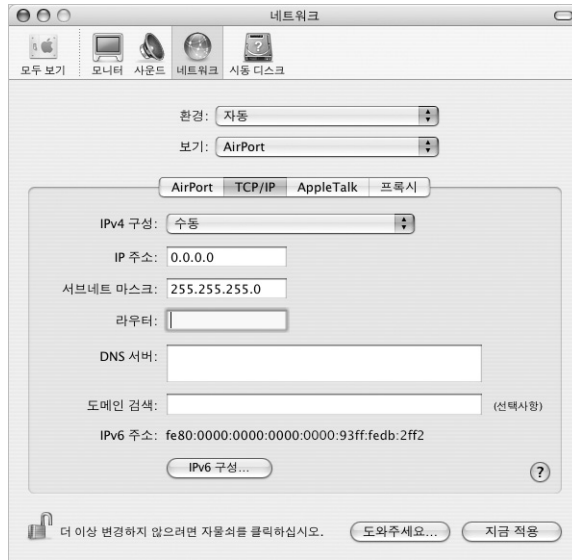 네트워크
모두 보기 모니터 사운드 네트워크 시동 디스크
환경: 자동
보기: AirPort
AirPort TCP/IP AppleTalk 프록시
IPv4 구성: 수동
IP 주소: 0.0.0.0
서브네트 마스크: 255.255.255.0
라우터:
DNS 서버:
도메인 검색: (선택사항)
IPv6 주소: fe80:0000:0000:0000:0000:93ff:fedb:2ff2
IPv6 구성...
?
더 이상 변경하지 않으려면 자물쇠를 클릭하십시오. 도와주세요... 지금 적용